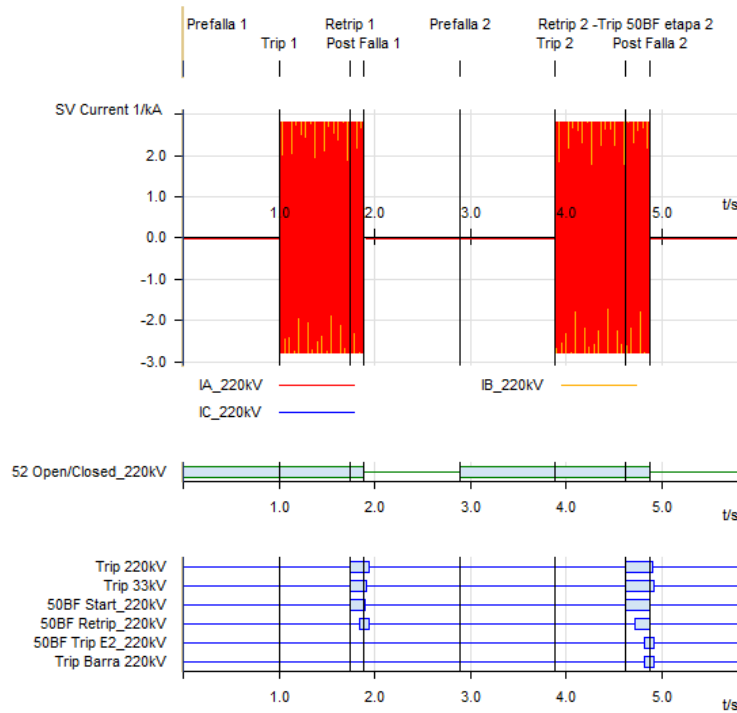 Prefalla 1 Retrip 1 Prefalla 2 Retrip 2 -Trip 50BF etapa 2
Trip 1 Post Falla 1 Trip 2 Post Falla 2
SV Current 1/kA
2.0
1.0
1.0 2.0 3.0 4.0 5.0 t/s
0.0
-1.0
-2.0
-3.0
IA_220kV IB_220kV
IC_220kV
52 Open/Closed_220kV
1.0 2.0 3.0 4.0 5.0
t/s
Trip 220kV
Trip 33kV
50BF Start_220kV
50BF Retrip_220kV
50BF Trip E2_220kV
Trip Barra 220kV
1.0 2.0 3.0 4.0 5.0
t/s